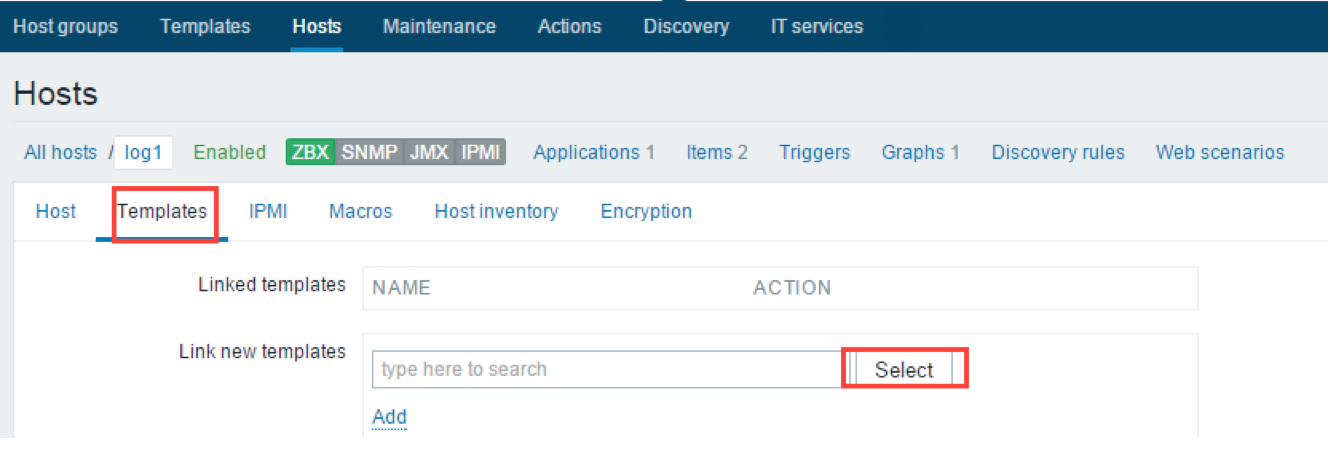 Host groups Templates Hosts Maintenance Actions Discovery IT services
Hosts
All hosts / log1 Enabled ZBX SNMP JMX IPMI Applications 1 Items 2 Triggers Graphs 1 Discovery rules Web scenarios
Host Templates IPMI Macros Host inventory Encryption
Linked templates NAME ACTION
Link new templates
type here to search Select
Add